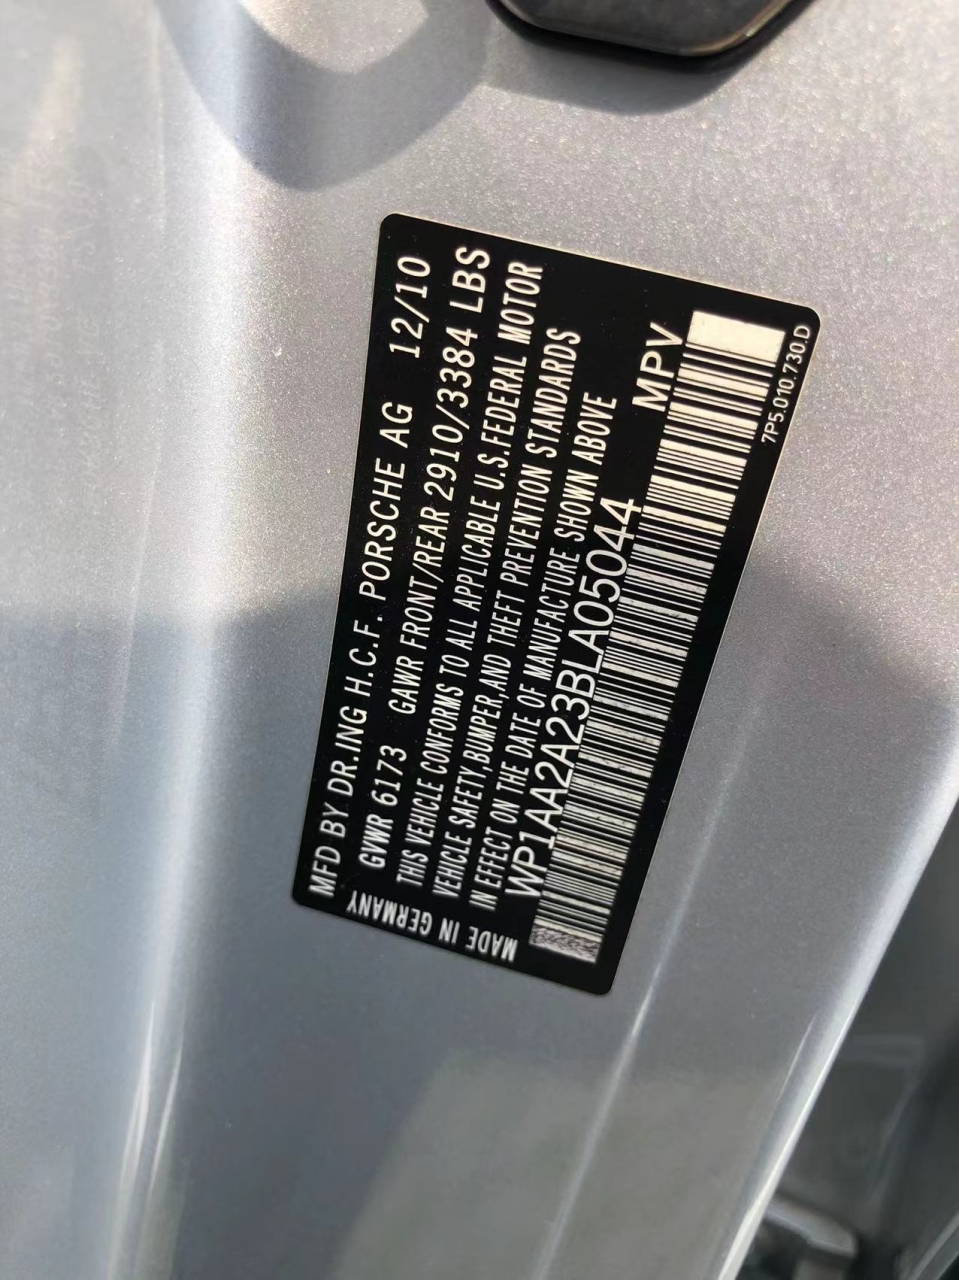 MFD BY DR.ING H.C.F. PORSCHE AG 12/10
GVWR 6173 GAWR FRONT/REAR 2910/3384 LBS
THIS VEHICLE CONFORMS TO ALL APPLICABLE U.S.FEDERAL MOTOR
VEHICLE SAFETY,BUMPER,AND THEFT PREVENTION STANDARDS
IN EFFECT ON THE DATE OF MANUFACTURE SHOWN ABOVE
WP1AA2A23BLA05044 MPV
7P5.010.730.D
MADE IN GERMANY